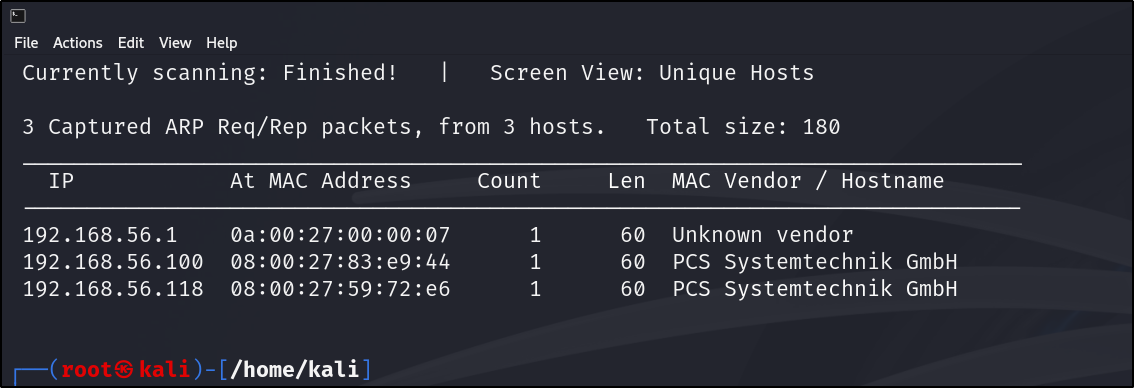 File Actions Edit View Help
Currently scanning: Finished! | Screen View: Unique Hosts
3 Captured ARP Req/Rep packets, from 3 hosts. Total size: 180
IP At MAC Address Count Len MAC Vendor / Hostname
192.168.56.1 0a:00:27:00:00:07 1 60 Unknown vendor
192.168.56.100 08:00:27:83:e9:44 1 60 PCS Systemtechnik GmbH
192.168.56.118 08:00:27:59:72:e6 1 60 PCS Systemtechnik GmbH
┌──(root㉿kali)-[/home/kali]